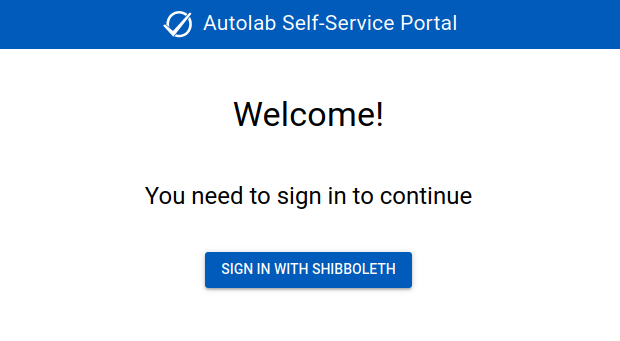 Autolab Self-Service Portal
Welcome!
You need to sign in to continue
SIGN IN WITH SHIBBOLETH